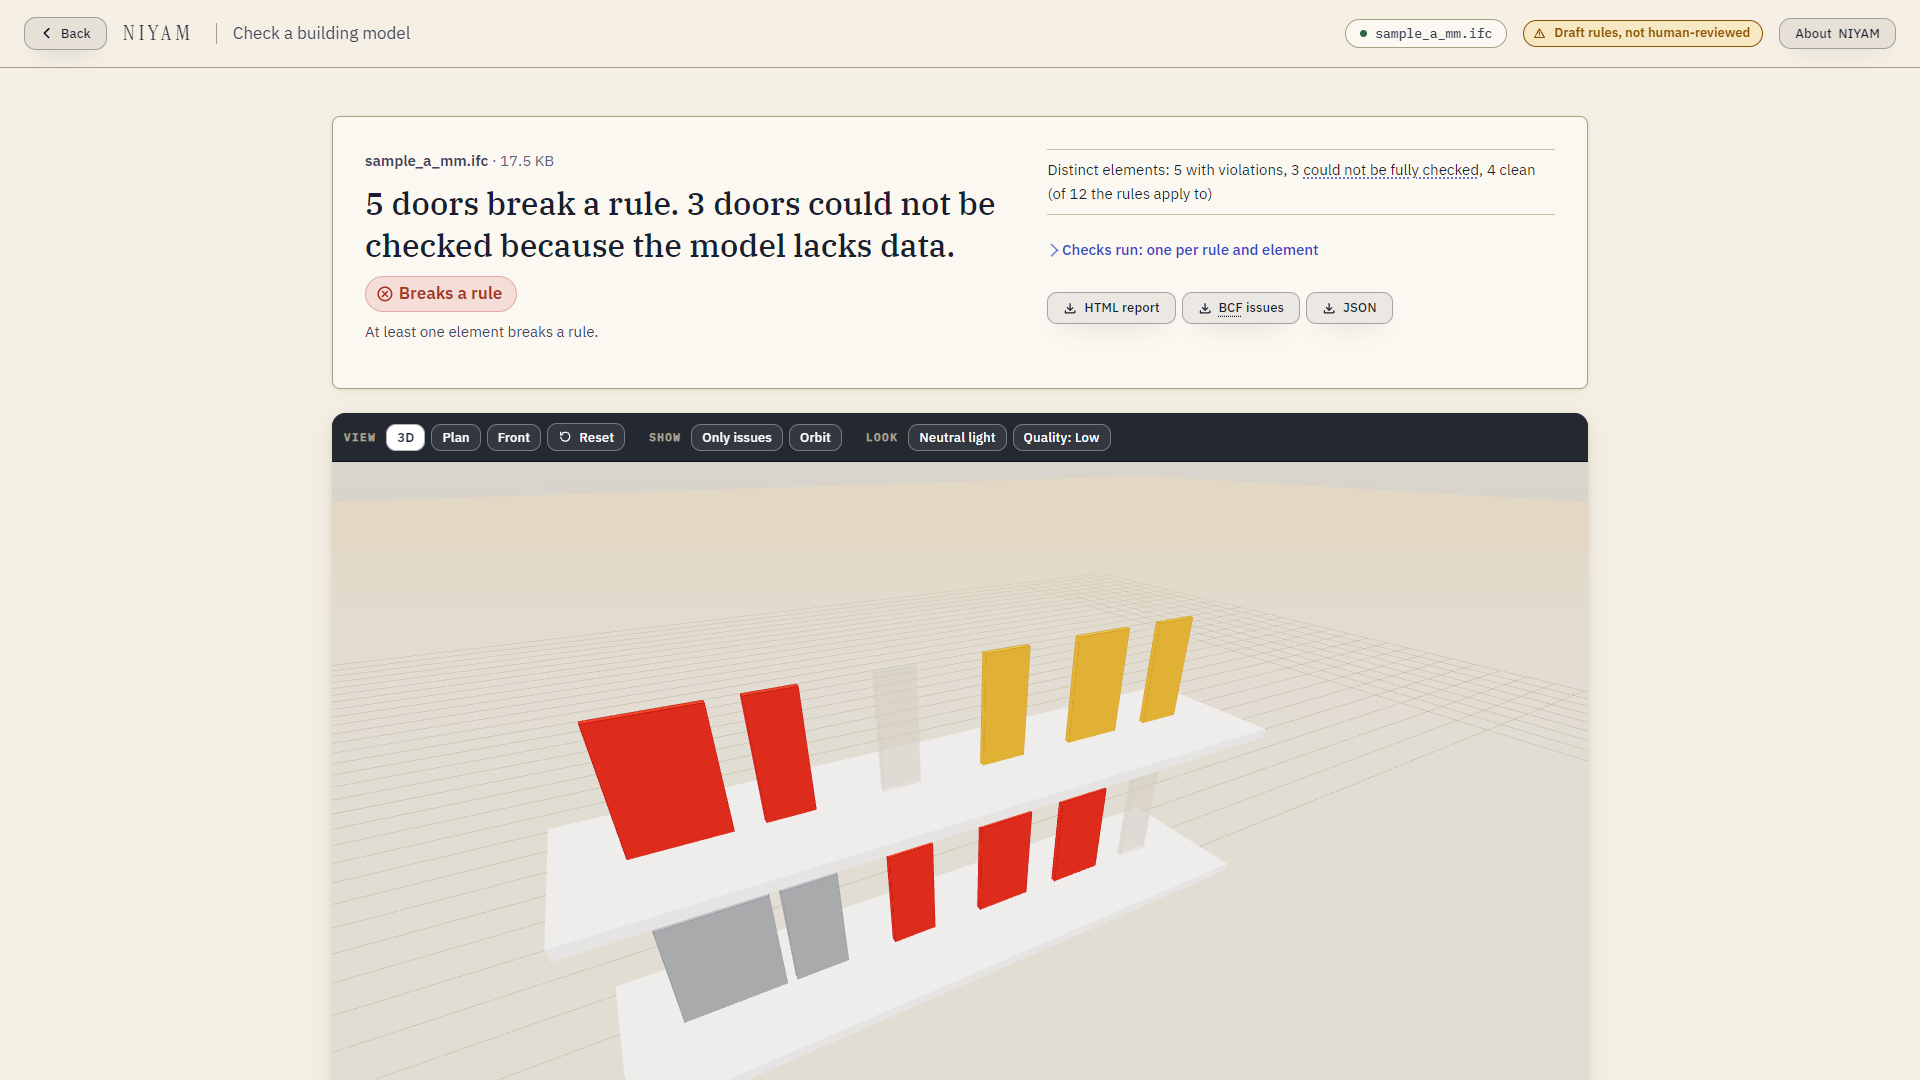 Back
NIYAM
Check a building model
sample_a_mm.ifc
Draft rules, not human-reviewed
About NIYAM
sample_a_mm.ifc · 17.5 KB
5 doors break a rule. 3 doors could not be
checked because the model lacks data.
Breaks a rule
At least one element breaks a rule.
Distinct elements: 5 with violations, 3 could not be fully checked, 4 clean
(of 12 the rules apply to)
Checks run: one per rule and element
HTML report
BCF issues
JSON
VIEW
3D
Plan
Front
Reset
SHOW
Only issues
Orbit
LOOK
Neutral light
Quality: Low